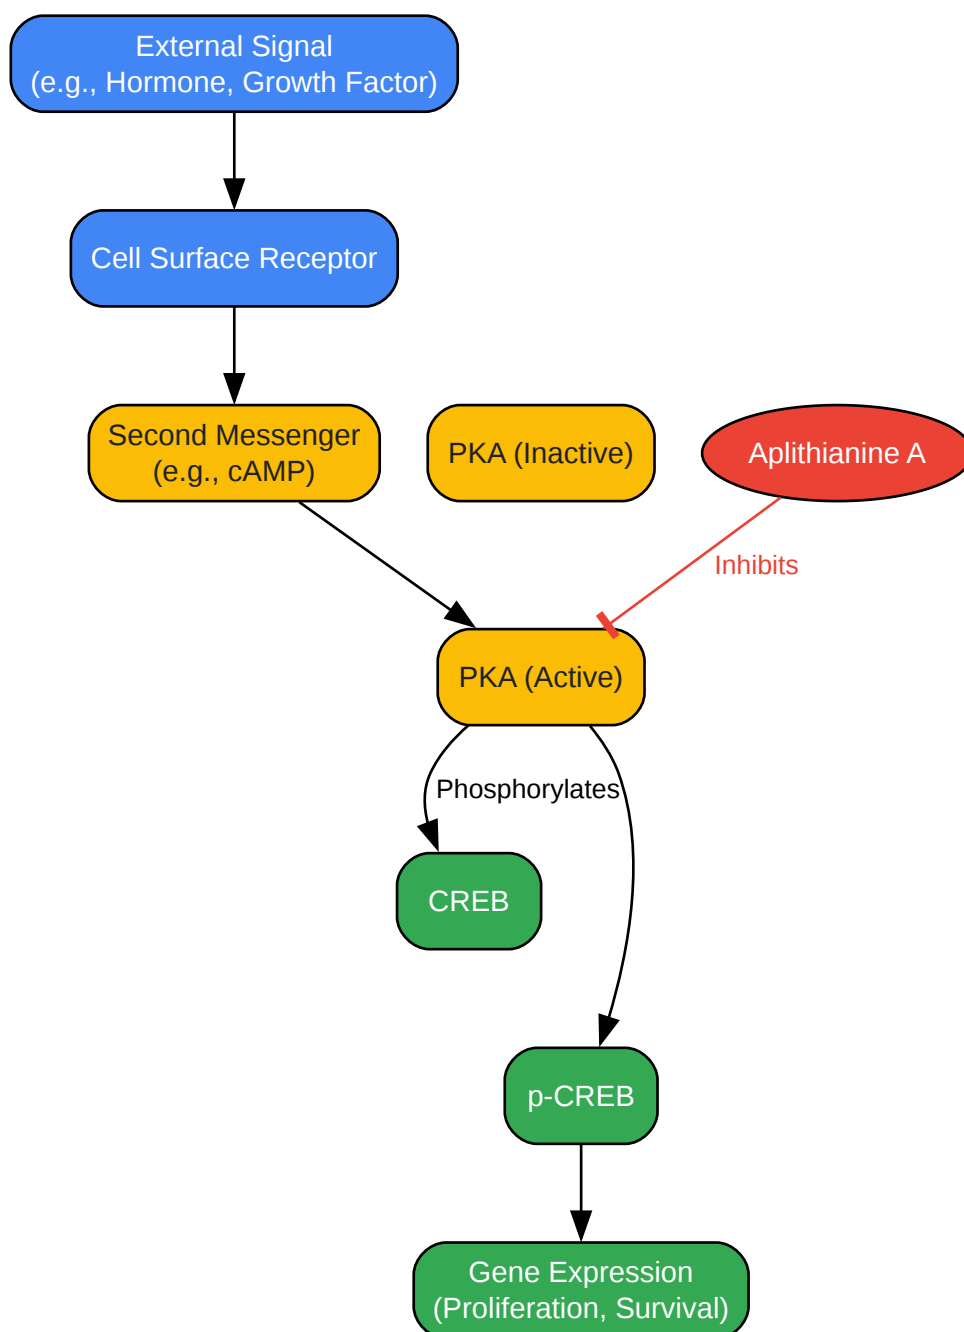 External Signal
(e.g., Hormone, Growth Factor)
Cell Surface Receptor
Second Messenger
(e.g., cAMP)
PKA (Inactive)
Aplithianine A
Inhibits
PKA (Active)
Phosphorylates
CREB
p-CREB
Gene Expression
(Proliferation, Survival)